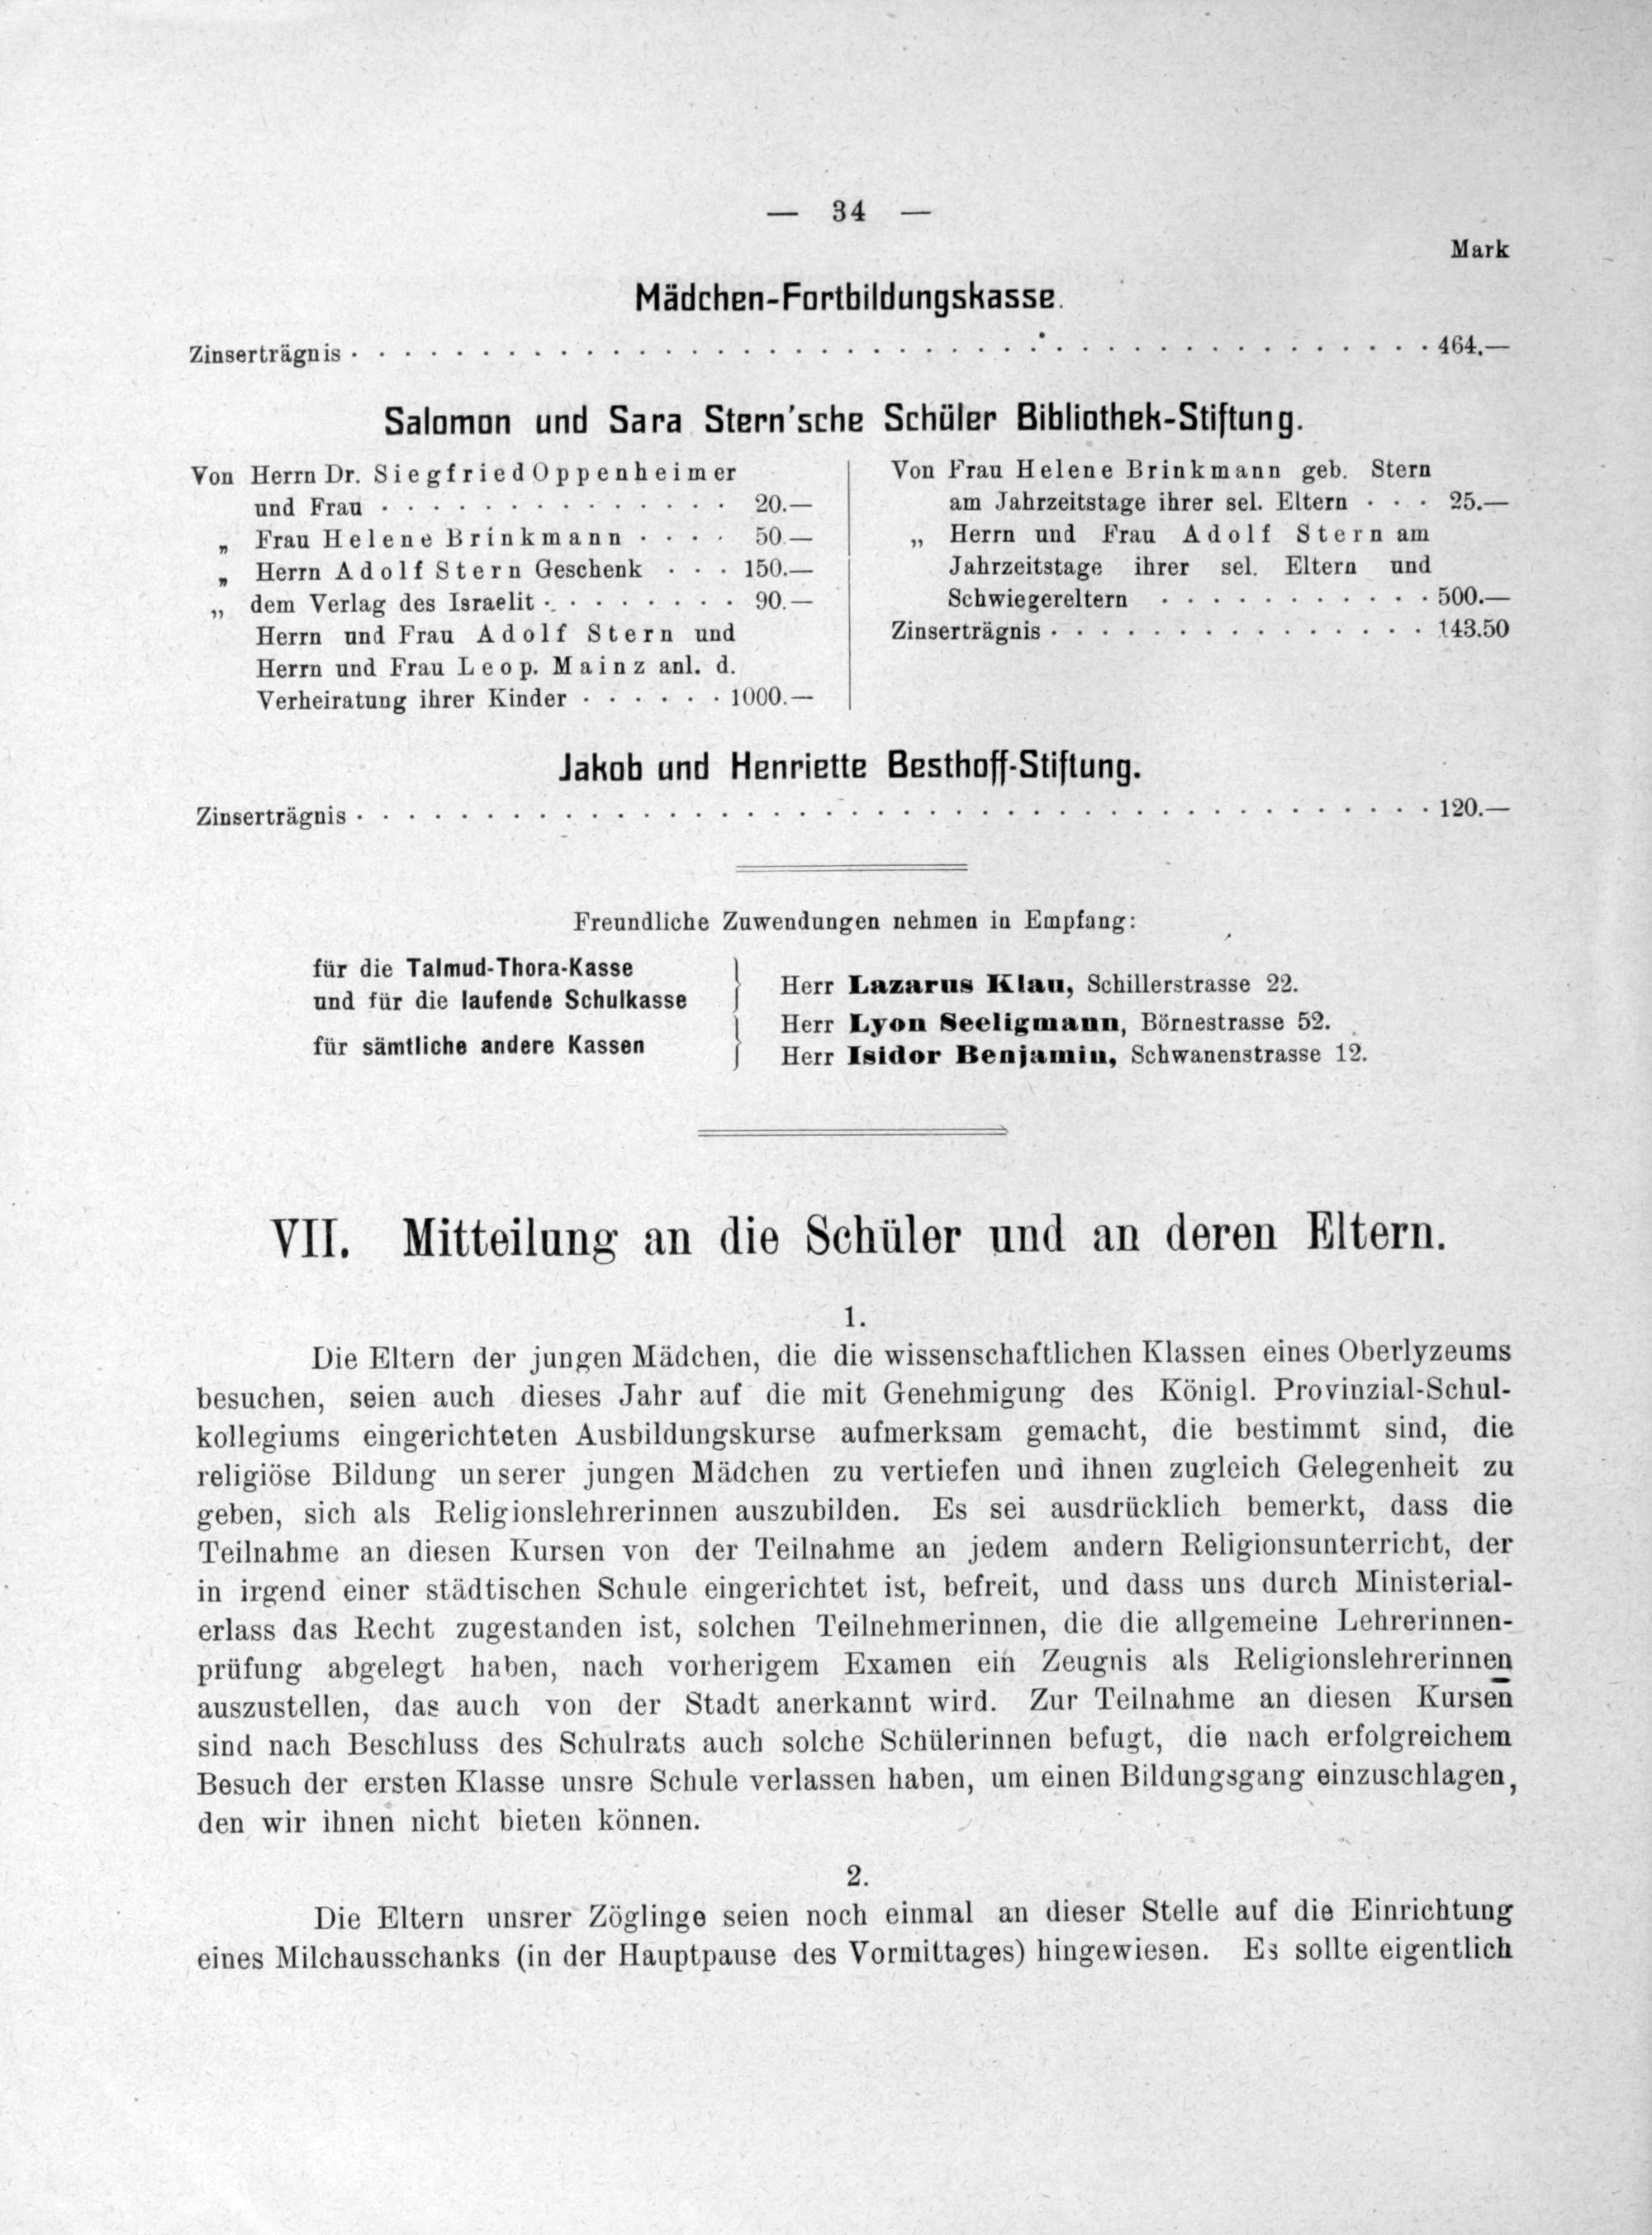 — 34 —
Mark
Mädchen-Fortbildungskasse.
Zinserträgnis . . . . . . . . . . . . . . . . . . . . 464.—
Salomon und Sara Stern'sche Schüler Bibliothek-Stiftung.
Von Herrn Dr. Siegfried Oppenheimer
und Frau . . . . . . . . . . . . . . 20.—
„ Frau Helene Brinkmann . . . . 50.—
„ Herrn Adolf Stern Geschenk . . . 150.—
„ dem Verlag des Israelit . . . . . . . . 90.—
Herrn und Frau Adolf Stern und
Herrn und Frau Leop. Mainz anl. d.
Verheiratung ihrer Kinder . . . . . . 1000.—
Von Frau Helene Brinkmann geb. Stern
am Jahrzeitstage ihrer sel. Eltern . . . 25.—
„ Herrn und Frau Adolf Stern am
Jahrzeitstage ihrer sel. Eltern und
Schwiegereltern . . . . . . . . . . . 500.—
Zinserträgnis . . . . . . . . . . . . . . . 143.50
Jakob und Henriette Besthoff-Stiftung.
Zinserträgnis . . . . . . . . . . . . . . . . . . . . 120.—
Freundliche Zuwendungen nehmen in Empfang:
für die Talmud-Thora-Kasse
und für die laufende Schulkasse
Herr Lazarus Klau, Schillerstrasse 22.
für sämtliche andere Kassen
Herr Lyon Seeligmann, Börnestrasse 52.
Herr Isidor Benjamin, Schwanenstrasse 12.
VII. Mitteilung an die Schüler und an deren Eltern.
1.
Die Eltern der jungen Mädchen, die die wissenschaftlichen Klassen eines Oberlyzeums
besuchen, seien auch dieses Jahr auf die mit Genehmigung des Königl. Provinzial-Schul-
kollegiums eingerichteten Ausbildungskurse aufmerksam gemacht, die bestimmt sind, die
religiöse Bildung unserer jungen Mädchen zu vertiefen und ihnen zugleich Gelegenheit zu
geben, sich als Religionslehrerinnen auszubilden. Es sei ausdrücklich bemerkt, dass die
Teilnahme an diesen Kursen von der Teilnahme an jedem andern Religionsunterricht, der
in irgend einer städtischen Schule eingerichtet ist, befreit, und dass uns durch Ministerial-
erlass das Recht zugestanden ist, solchen Teilnehmerinnen, die die allgemeine Lehrerinnen-
prüfung abgelegt haben, nach vorherigem Examen ein Zeugnis als Religionslehrerinnen
auszustellen, das auch von der Stadt anerkannt wird. Zur Teilnahme an diesen Kursen
sind nach Beschluss des Schulrats auch solche Schülerinnen befugt, die nach erfolgreichem
Besuch der ersten Klasse unsre Schule verlassen haben, um einen Bildungsgang einzuschlagen,
den wir ihnen nicht bieten können.
2.
Die Eltern unsrer Zöglinge seien noch einmal an dieser Stelle auf die Einrichtung
eines Milchausschanks (in der Hauptpause des Vormittages) hingewiesen. Es sollte eigentlich